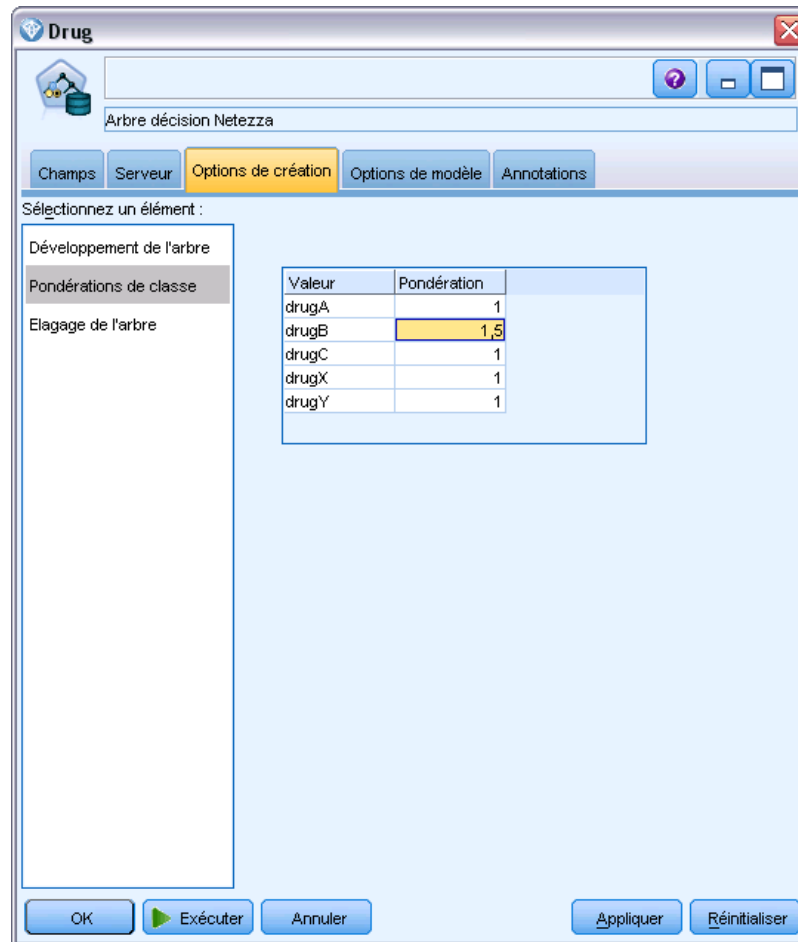 Drug
Arbre décision Netezza
Champs Serveur Options de création Options de modèle Annotations
Sélectionnez un élément :
Développement de l'arbre
Pondérations de classe
Elagage de l'arbre
Valeur Pondération
drugA 1
drugB 1,5
drugC 1
drugX 1
drugY 1
OK Exécuter Annuler Appliquer Réinitialiser